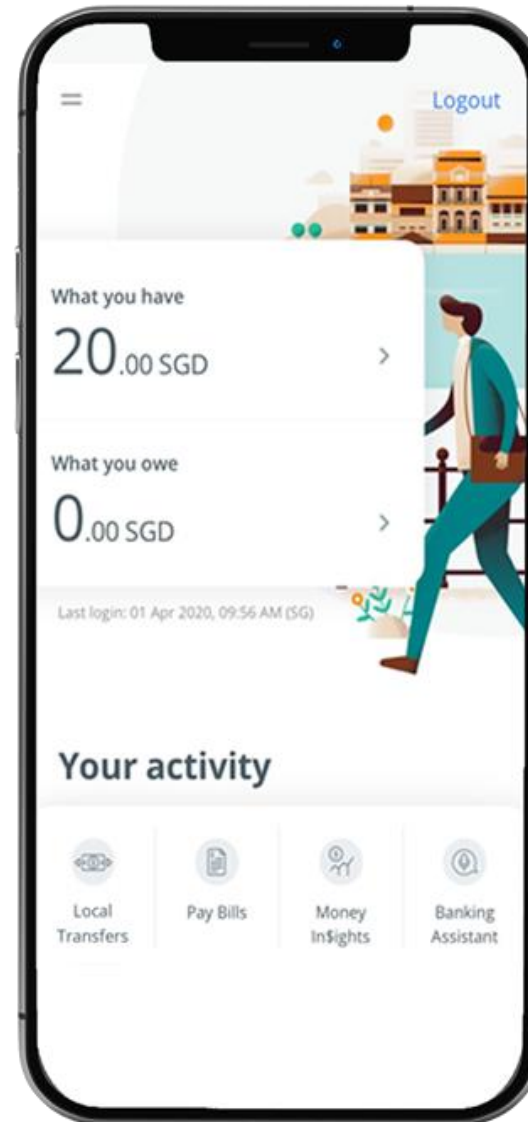 Logout
What you have
20.00 SGD
What you owe
0.00 SGD
Last login: 01 Apr 2020, 09:56 AM (SG)
Your activity
Local
Transfers
Pay Bills
Money
In$ights
Banking
Assistant